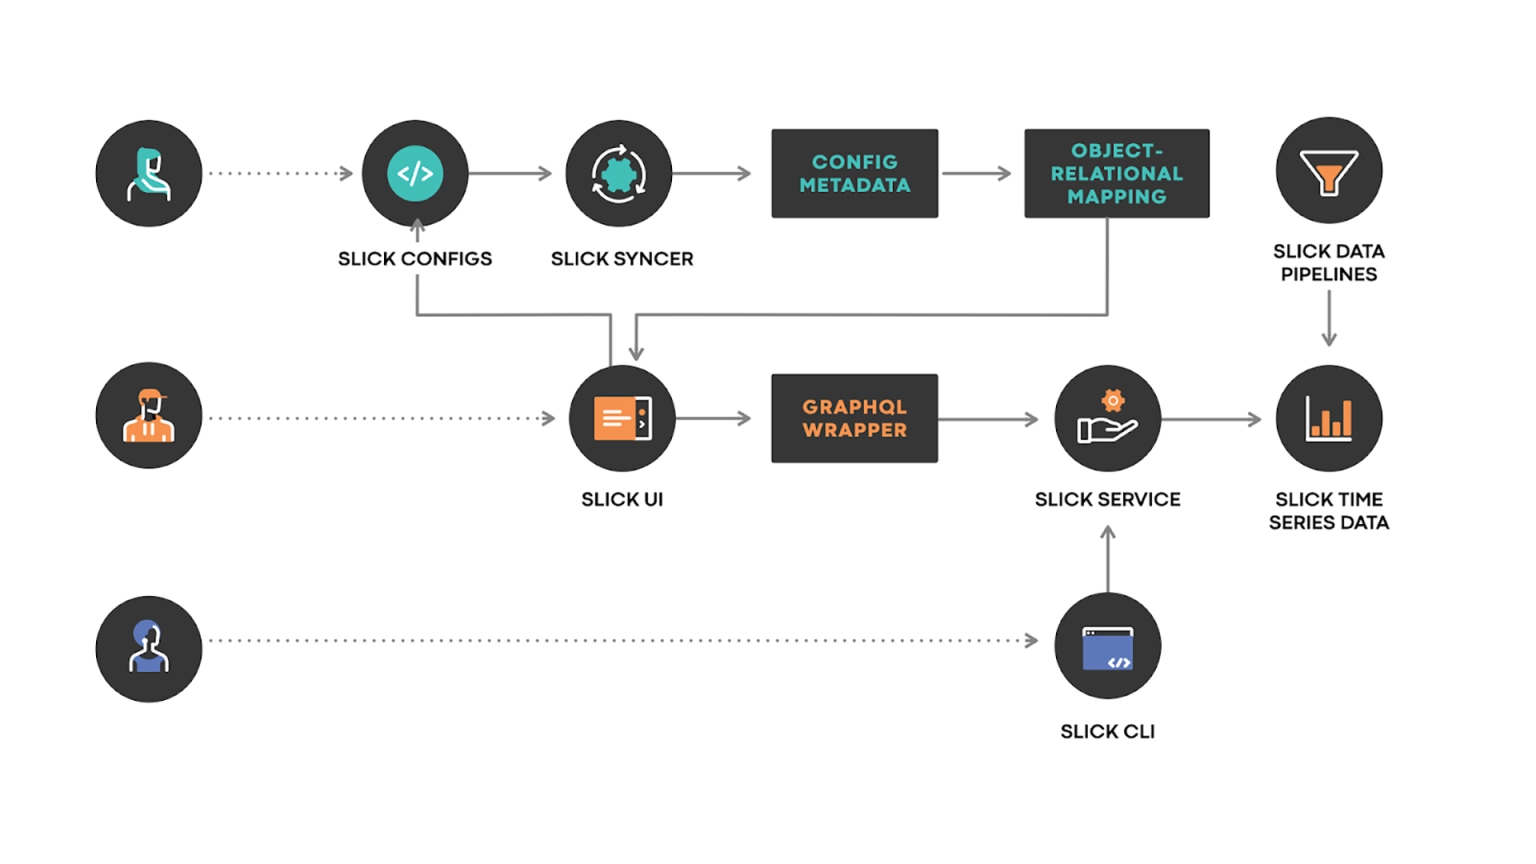 </>
CONFIG
METADATA
OBJECT-
RELATIONAL
MAPPING
SLICK CONFIGS
SLICK SYNCER
SLICK DATA
PIPELINES
GRAPHQL
WRAPPER
SLICK UI
SLICK SERVICE
SLICK TIME
SERIES DATA
</>
SLICK CLI